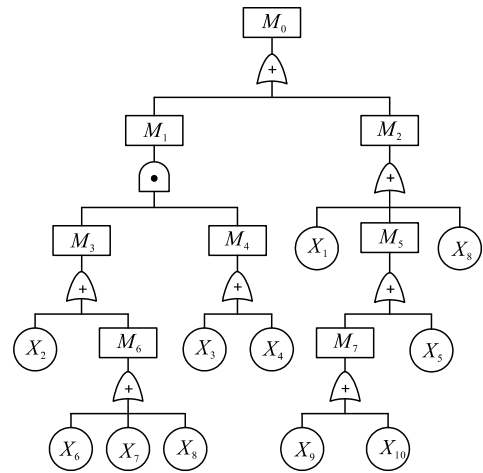 M₀
+
M₁ M₂
• +
M₃ M₄ X₁ M₅ X₈
+ + +
X₂ M₆ X₃ X₄ M₇ X₅
+ +
X₆ X₇ X₈ X₉ X₁₀